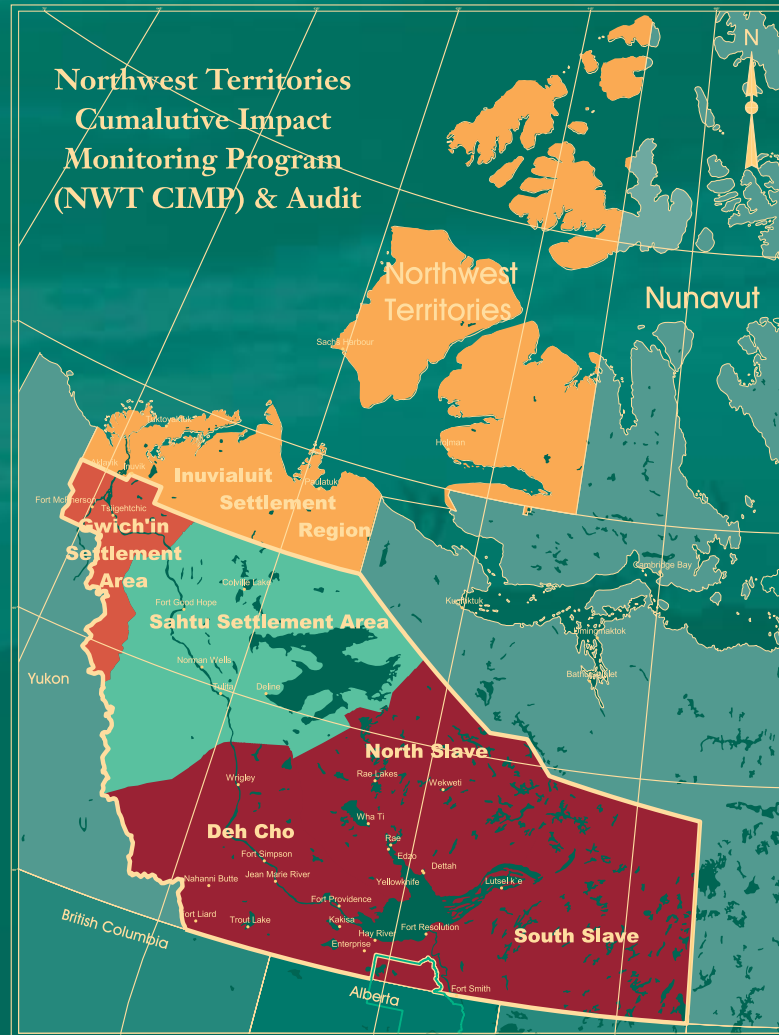 Northwest Territories
Cumalutive Impact
Monitoring Program
(NWT CIMP) & Audit
N
Northwest
Territories
Nunavut
Sachs Harbour
Holman
Tuktoyaktuk
Aklavik
Inuvik
Paulatuk
Inuvialuit
Settlement
Region
Fort McPherson
Tsiigehtchic
Gwich'in
Settlement
Area
Colville Lake
Fort Good Hope
Sahtu Settlement Area
Norman Wells
Tulita
Deline
Cambridge Bay
Kugluktuk
Umingmaktok
Bathurst Inlet
Yukon
North Slave
Wrigley
Rae Lakes
Wekweti
Wha Ti
Deh Cho
Rae
Edzo
Fort Simpson
Dettah
Nahanni Butte
Jean Marie River
Yellowknife
Lutsel k'e
Fort Providence
Fort Liard
Trout Lake
Kakisa
Hay River
Fort Resolution
Enterprise
South Slave
British Columbia
Alberta
Fort Smith